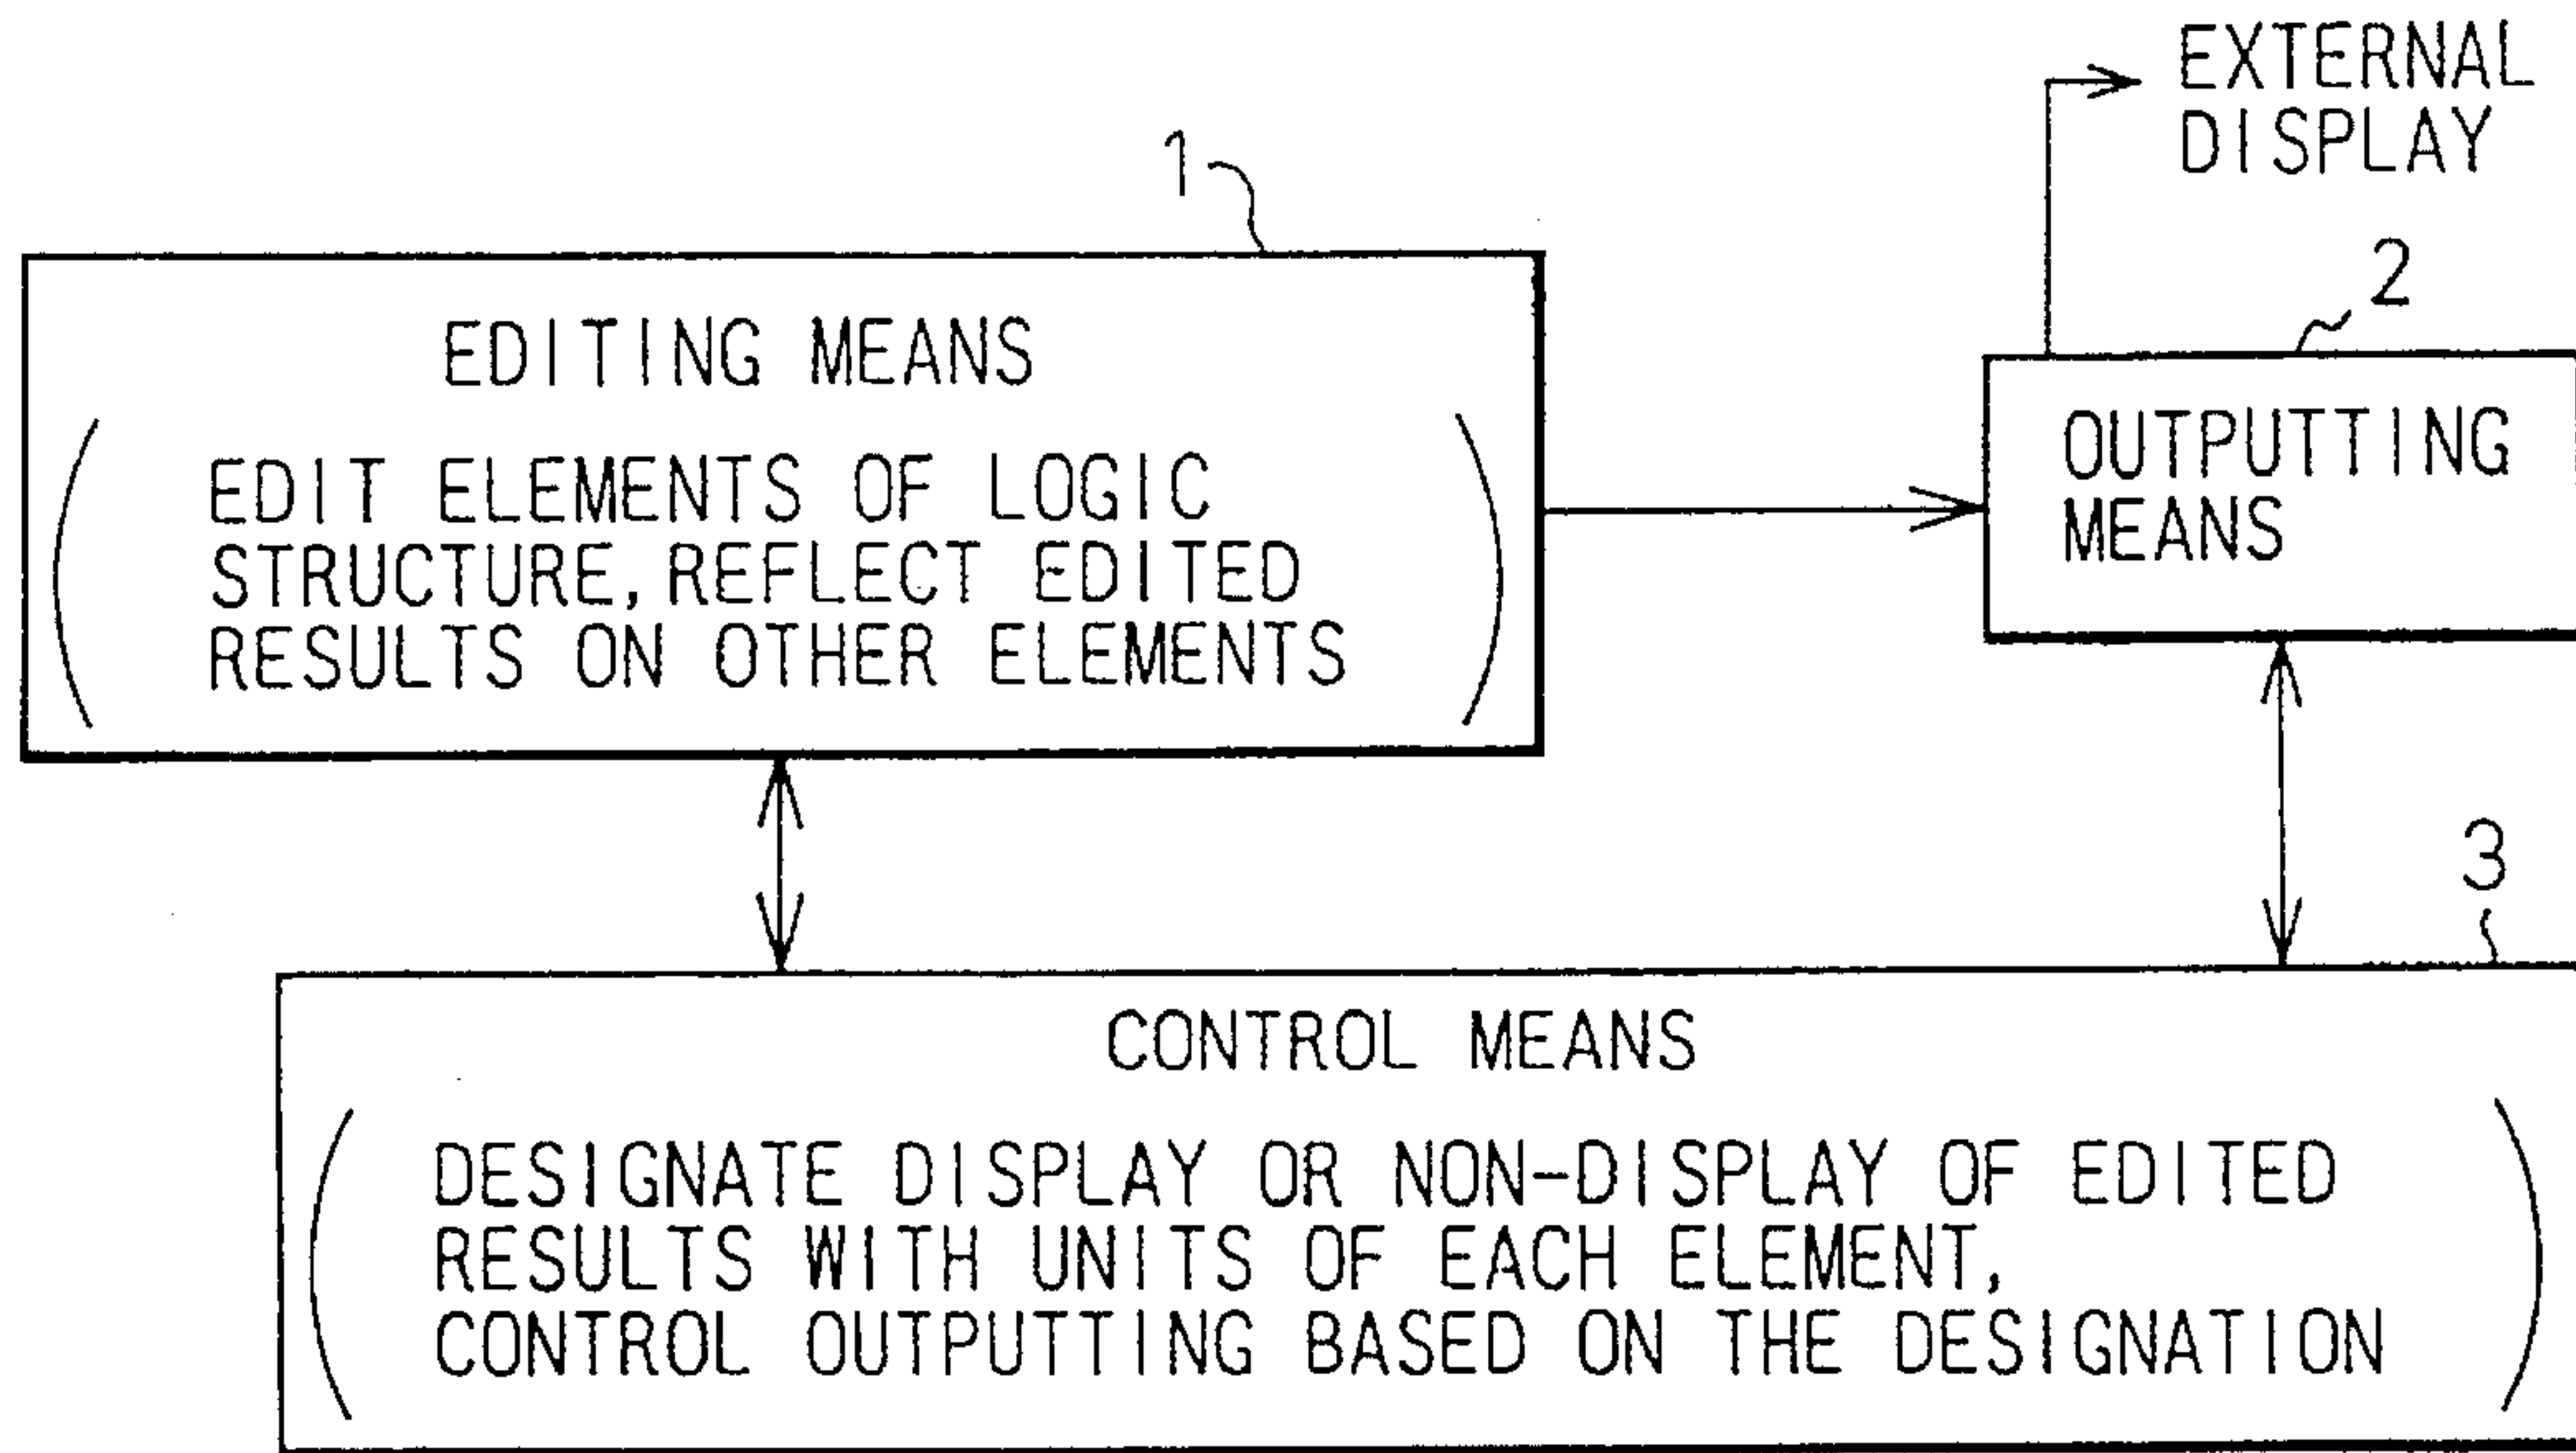 EXTERNAL
DISPLAY
1
2
EDITING MEANS
EDIT ELEMENTS OF LOGIC
STRUCTURE, REFLECT EDITED
RESULTS ON OTHER ELEMENTS
OUTPUTTING
MEANS
3
CONTROL MEANS
DESIGNATE DISPLAY OR NON-DISPLAY OF EDITED
RESULTS WITH UNITS OF EACH ELEMENT,
CONTROL OUTPUTTING BASED ON THE DESIGNATION